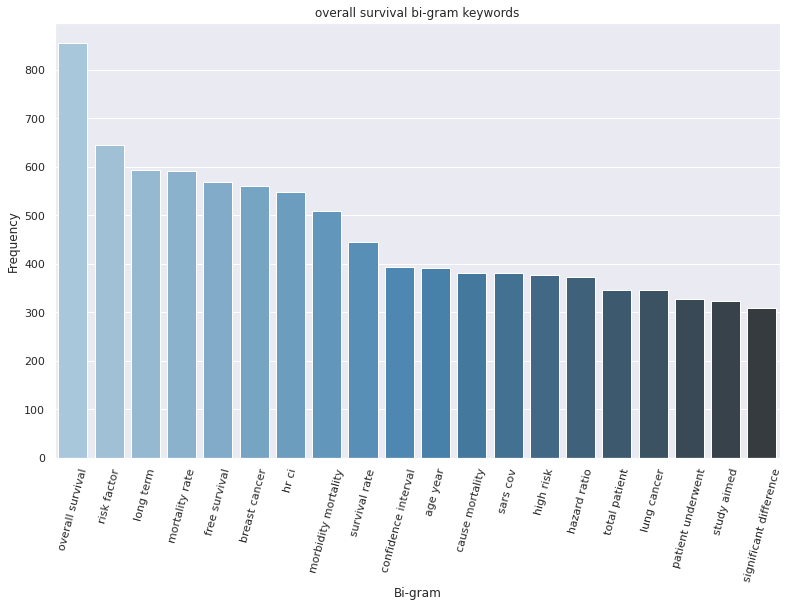 overall survival bi-gram keywords
Frequency
800
700
600
500
400
300
200
100
0
overall survival
risk factor
long term
mortality rate
free survival
breast cancer
hr ci
morbidity mortality
survival rate
confidence interval
age year
cause mortality
sars cov
high risk
hazard ratio
total patient
lung cancer
patient underwent
study aimed
significant difference
Bi-gram